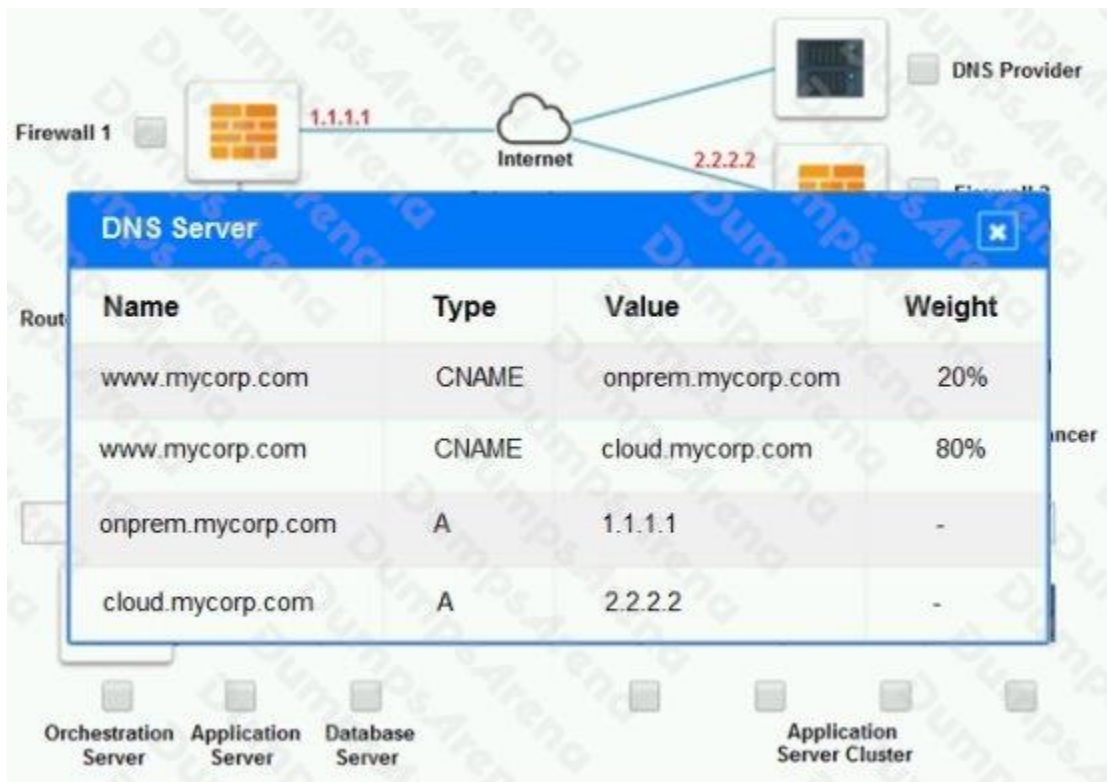 DNS Provider
Firewall 1
1.1.1.1
Internet
2.2.2.2
DNS Server
Name Type Value Weight
www.mycorp.com CNAME onprem.mycorp.com 20%
www.mycorp.com CNAME cloud.mycorp.com 80%
onprem.mycorp.com A 1.1.1.1 -
cloud.mycorp.com A 2.2.2.2 -
Orchestration Server
Application Server
Database Server
Application Server Cluster
DumpsArena